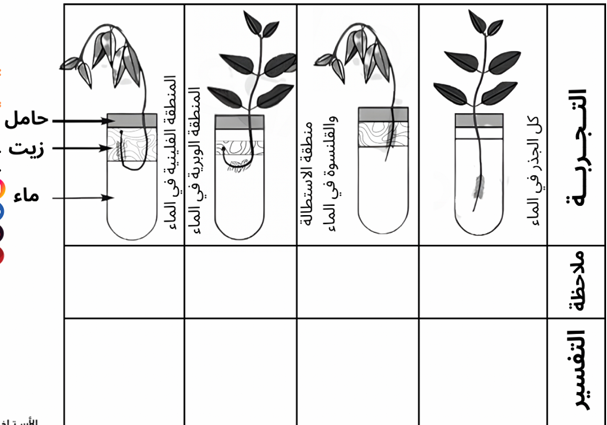 التجربة
كل الجذر في الماء
منطقة الاستطالة
والقلنسوة في الماء
المنطقة الوبرية في الماء
المنطقة الفلينية في الماء
حامل
زيت
ماء
ملاحظة
التفسير